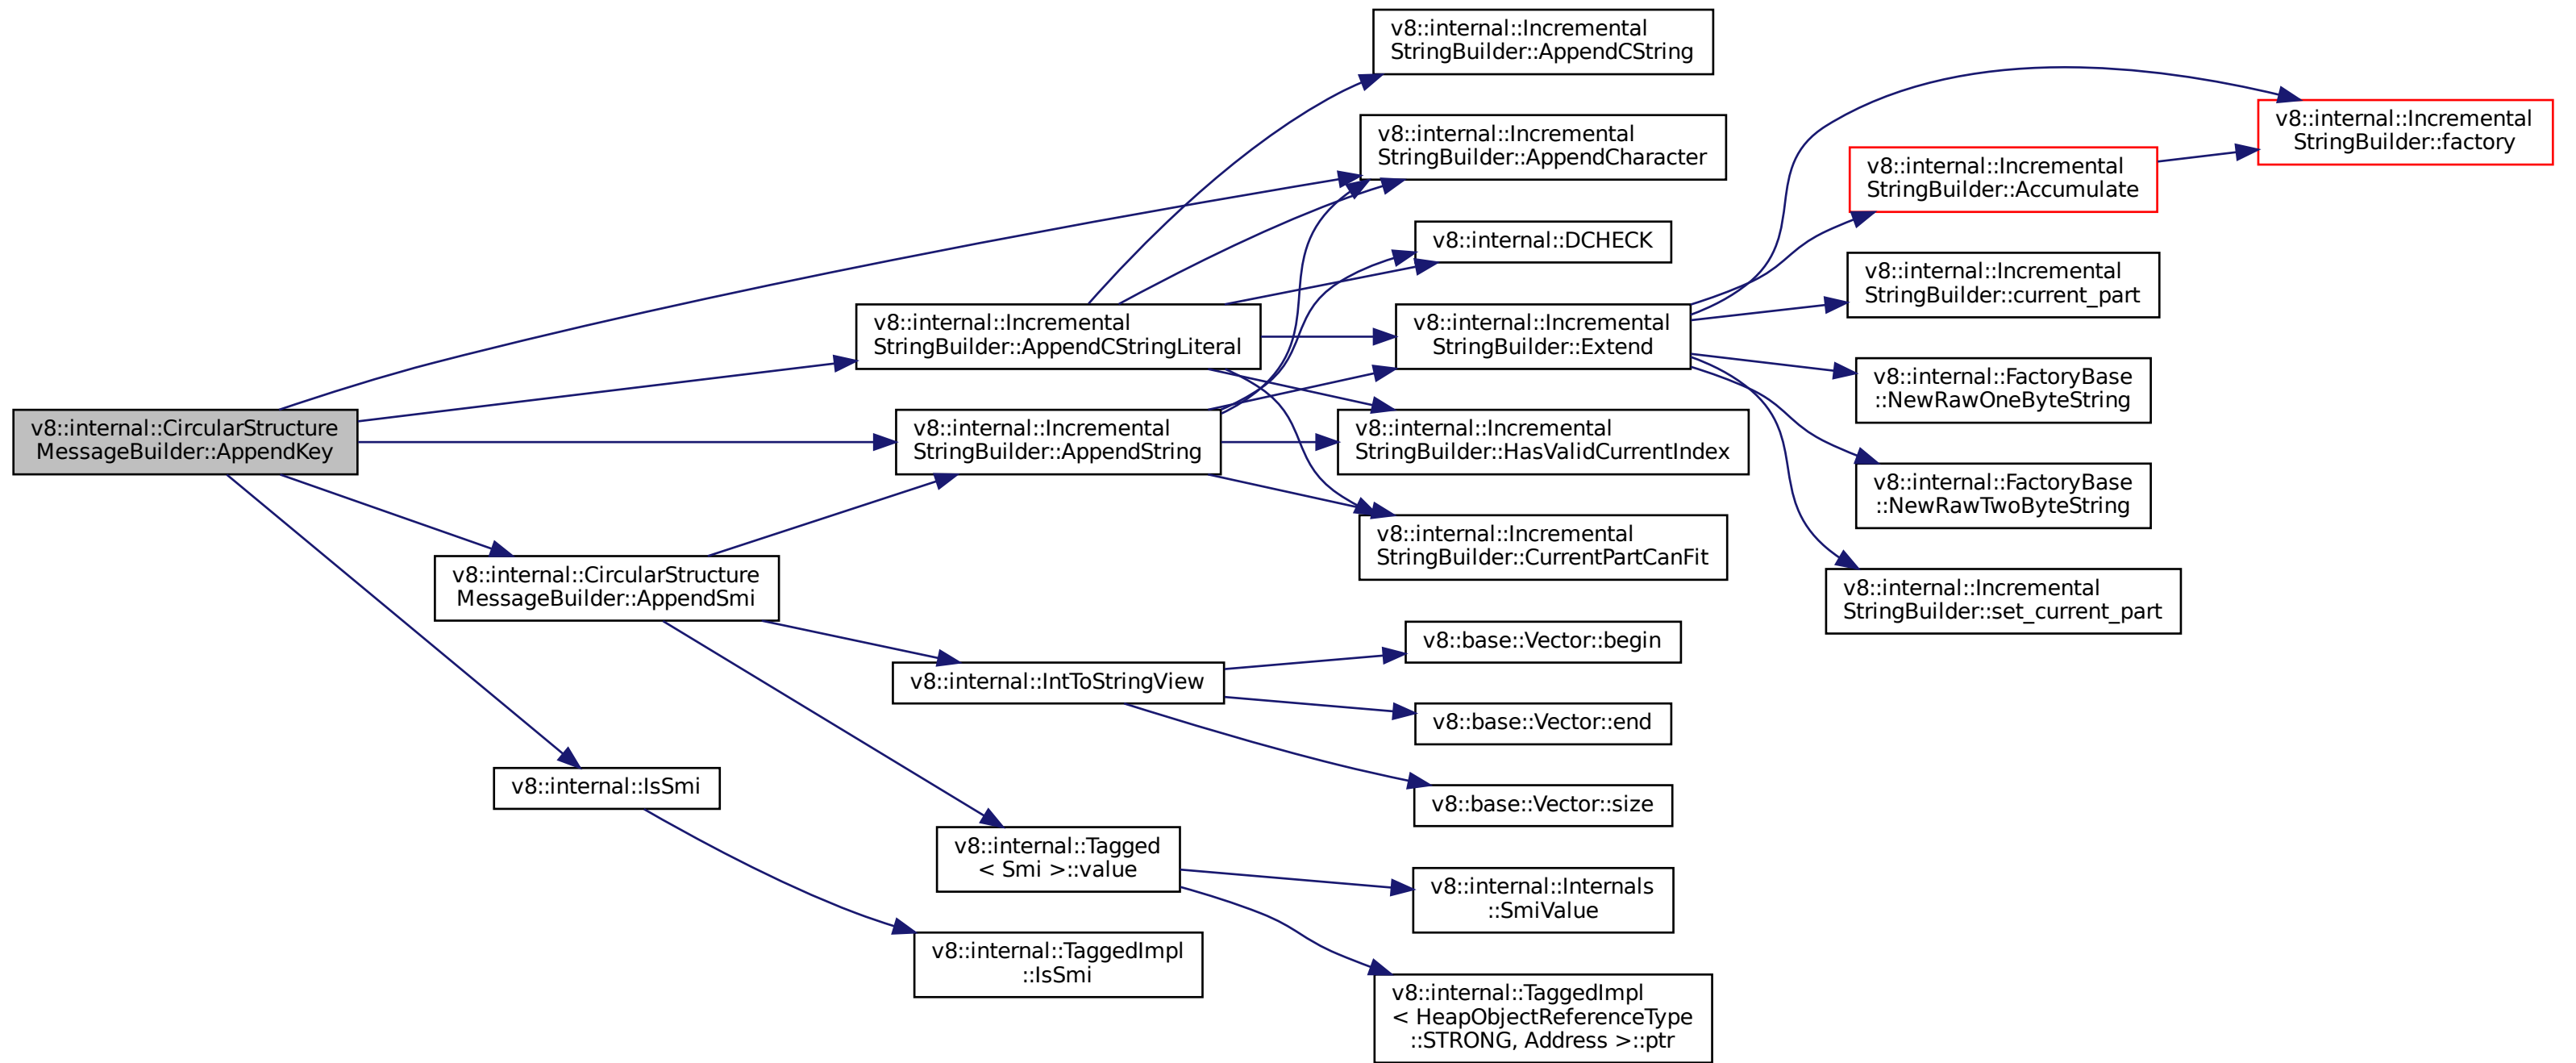 v8::internal::CircularStructure
MessageBuilder::AppendKey
v8::internal::Incremental
StringBuilder::AppendCharacter
v8::internal::Incremental
StringBuilder::AppendCStringLiteral
v8::internal::Incremental
StringBuilder::AppendString
v8::internal::CircularStructure
MessageBuilder::AppendSmi
v8::internal::IsSmi
v8::internal::Incremental
StringBuilder::AppendCString
v8::internal::DCHECK
v8::internal::Incremental
StringBuilder::Extend
v8::internal::Incremental
StringBuilder::HasValidCurrentIndex
v8::internal::Incremental
StringBuilder::CurrentPartCanFit
v8::internal::Incremental
StringBuilder::Accumulate
v8::internal::Incremental
StringBuilder::factory
v8::internal::Incremental
StringBuilder::current_part
v8::internal::FactoryBase
::NewRawOneByteString
v8::internal::FactoryBase
::NewRawTwoByteString
v8::internal::Incremental
StringBuilder::set_current_part
v8::internal::IntToStringView
v8::base::Vector::begin
v8::base::Vector::end
v8::base::Vector::size
v8::internal::Tagged
< Smi >::value
v8::internal::Internals
::SmiValue
v8::internal::TaggedImpl
< HeapObjectReferenceType
::STRONG, Address >::ptr
v8::internal::TaggedImpl
::IsSmi